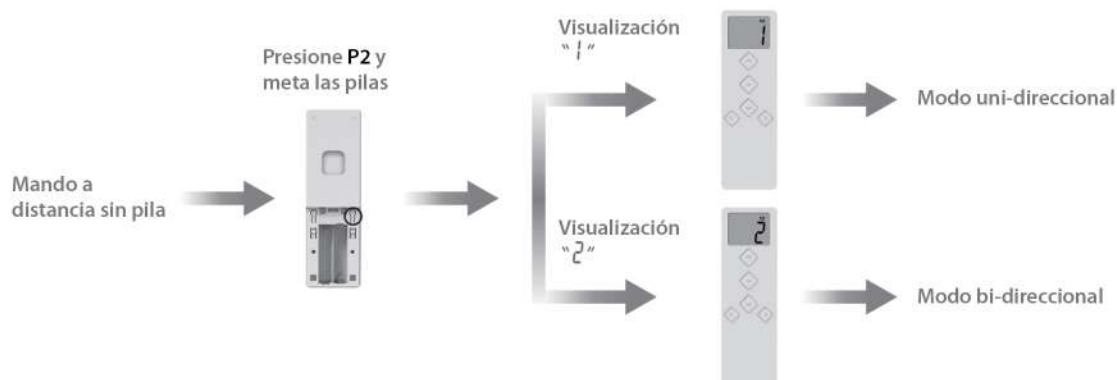 Presione P2 y
meta las pilas
Mando a
distancia sin pila
Visualización
"1"
1
Modo uni-direccional
Visualización
"2"
2
Modo bi-direccional